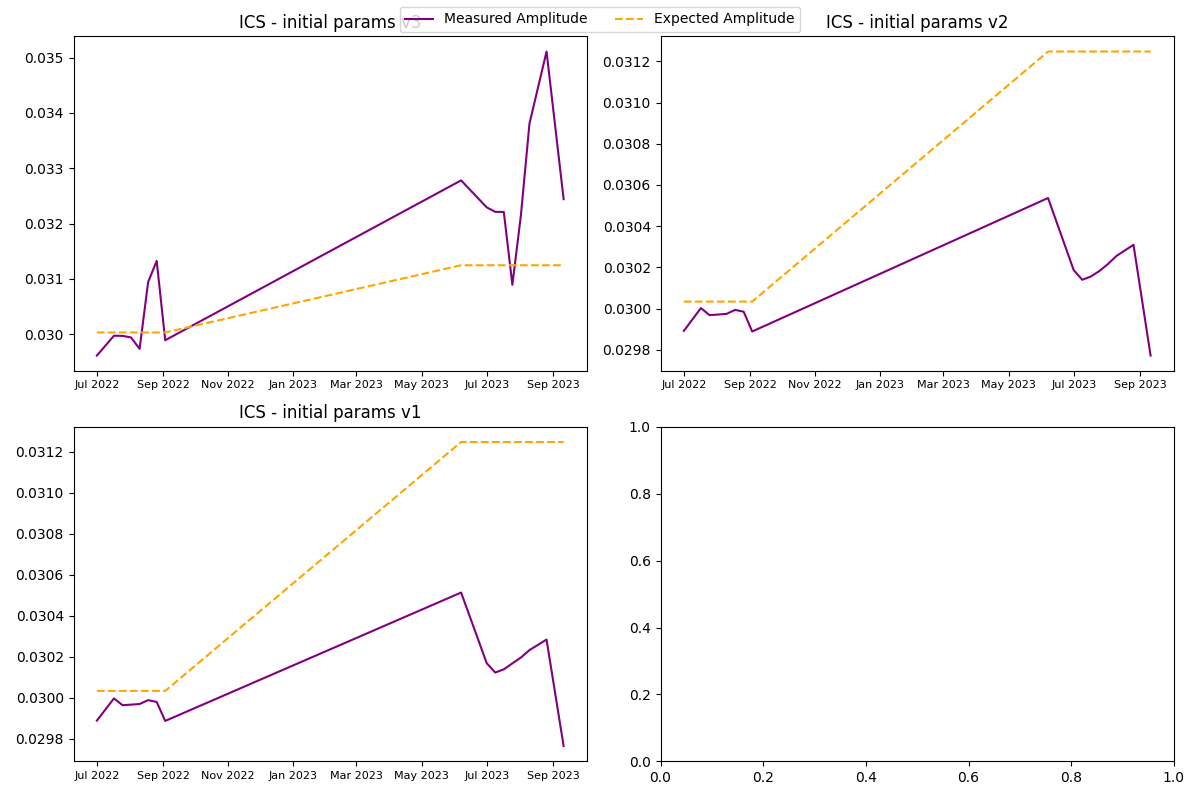 ICS - initial params v3
Measured Amplitude
Expected Amplitude
ICS - initial params v2
0.035
0.034
0.033
0.032
0.031
0.030
Jul 2022
Sep 2022
Nov 2022
Jan 2023
Mar 2023
May 2023
Jul 2023
Sep 2023
0.0312
0.0310
0.0308
0.0306
0.0304
0.0302
0.0300
0.0298
Jul 2022
Sep 2022
Nov 2022
Jan 2023
Mar 2023
May 2023
Jul 2023
Sep 2023
ICS - initial params v1
0.0312
0.0310
0.0308
0.0306
0.0304
0.0302
0.0300
0.0298
Jul 2022
Sep 2022
Nov 2022
Jan 2023
Mar 2023
May 2023
Jul 2023
Sep 2023
1.0
0.8
0.6
0.4
0.2
0.0
0.0
0.2
0.4
0.6
0.8
1.0